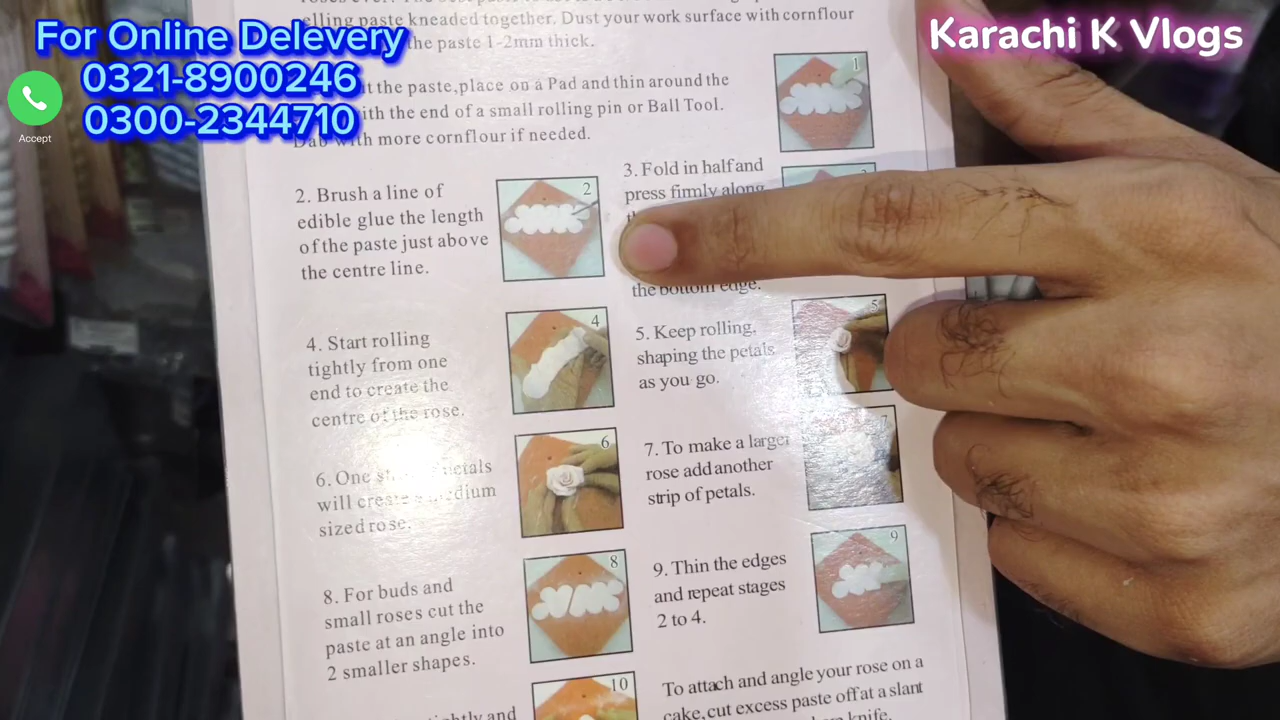 For Online Delevery
0321-8900246
0300-2344710
Accept
Karachi K Vlogs
elling paste kneaded together. Dust your work surface with cornflour
the paste 1-2mm thick.
t the paste, place on a Pad and thin around the
ith the end of a small rolling pin or Ball Tool.
Dab with more cornflour if needed.
1
2. Brush a line of
edible glue the length
of the paste just above
the centre line.
2
3. Fold in half and
press firmly along
the bottom edge.
4. Start rolling
tightly from one
end to create the
centre of the rose.
4
5. Keep rolling,
shaping the petals
as you go.
5
6. One petals
will create a medium
sized rose.
6
7. To make a larger
rose add another
strip of petals.
7
8. For buds and
small roses cut the
paste at an angle into
2 smaller shapes.
8
9. Thin the edges
and repeat stages
2 to 4.
9
10
tightly and
To attach and angle your rose on a
cake, cut excess paste off at a slant
knife.